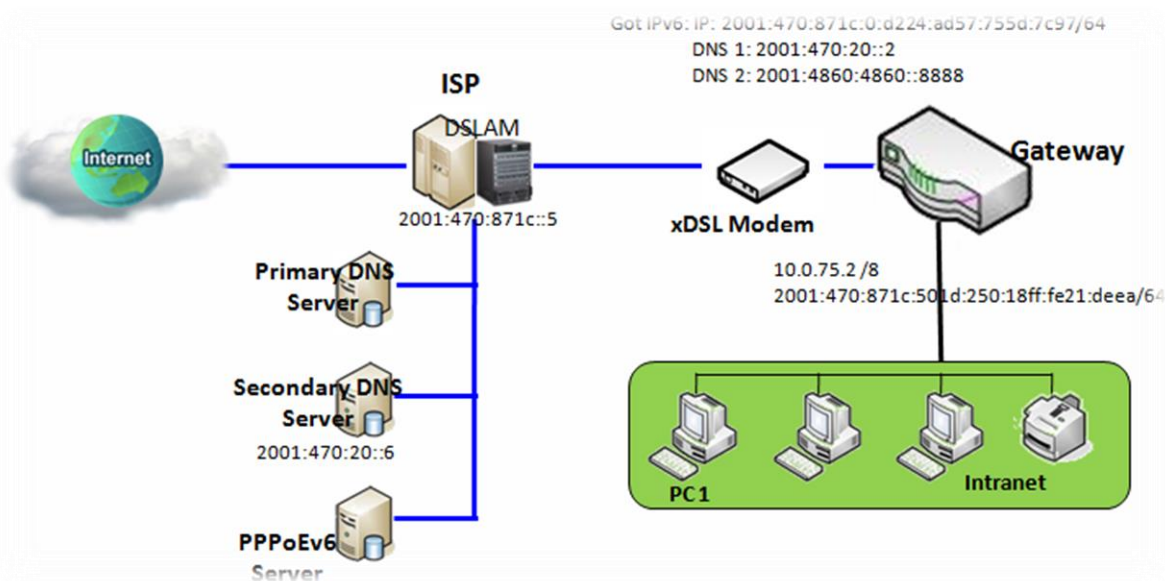 Got IPv6: IP: 2001:470:871c:0:d224:ad57:755d:7c97/64
DNS 1: 2001:470:20::2
DNS 2: 2001:4860:4860::8888
ISP
DSLAM
Internet
Gateway
2001:470:871c::5
xDSL Modem
Primary DNS
Server
10.0.75.2 /8
2001:470:871c:501d:250:18ff:fe21:deea/64
Secondary DNS
Server
2001:470:20::6
PC1
Intranet
PPPoEv6
Server